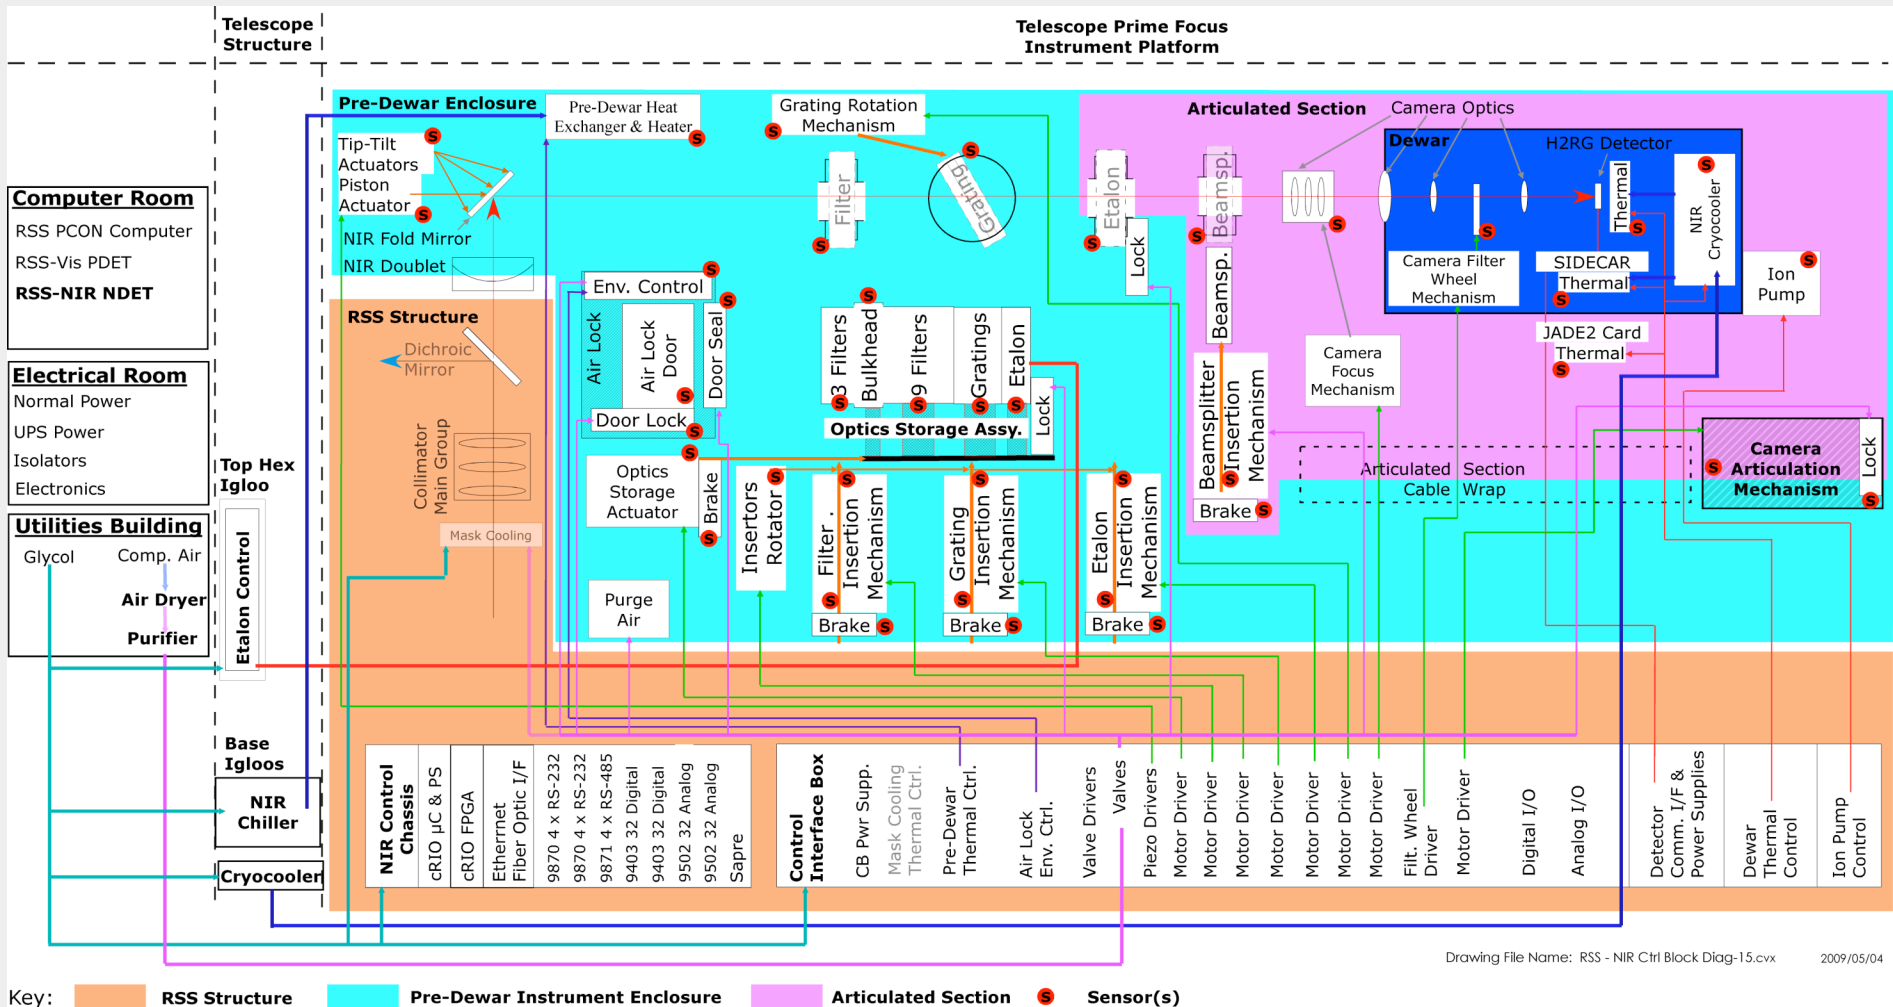 Telescope
Structure
Telescope Prime Focus
Instrument Platform
Computer Room
RSS PCON Computer
RSS-Vis PDET
RSS-NIR NDET
Electrical Room
Normal Power
UPS Power
Isolators
Electronics
Utilities Building
Glycol
Comp. Air
Air Dryer
Purifier
Top Hex
Igloo
Etalon Control
Base
Igloos
NIR
Chiller
Cryocooler
Pre-Dewar Enclosure
Pre-Dewar Heat
Exchanger & Heater
Grating Rotation
Mechanism
Tip-Tilt
Actuators
Piston
Actuator
NIR Fold Mirror
NIR Doublet
Filter
Grating
Etalon
Lock
Articulated Section
Camera Optics
Beamsp.
Beamsp.
Dewar
H2RG Detector
Thermal
NIR
Cryocooler
Camera Filter
Wheel
Mechanism
SIDECAR
Thermal
JADE2 Card
Thermal
Ion
Pump
Camera
Focus
Mechanism
Beamsplitter
Insertion
Mechanism
Brake
Articulated Section
Cable Wrap
Camera
Articulation
Mechanism
Lock
RSS Structure
Dichroic
Mirror
Collimator
Main Group
Mask Cooling
Env. Control
Air Lock
Air Lock
Door
Door Seal
Door Lock
3 Filters
Bulkhead
9 Filters
Gratings
Etalon
Lock
Optics Storage Assy.
Optics
Storage
Actuator
Brake
Insertors
Rotator
Filter .
Insertion
Mechanism
Brake
Grating
Insertion
Mechanism
Brake
Etalon
Insertion
Mechanism
Brake
Purge
Air
NIR Control
Chassis
cRIO µC & PS
cRIO FPGA
Ethernet
Fiber Optic I/F
9870 4 x RS-232
9870 4 x RS-232
9871 4 x RS-485
9403 32 Digital
9403 32 Digital
9502 32 Analog
9502 32 Analog
Sapre
Control
Interface Box
CB Pwr Supp.
Mask Cooling
Thermal Ctrl.
Pre-Dewar
Thermal Ctrl.
Air Lock
Env. Ctrl.
Valve Drivers
Valves
Piezo Drivers
Motor Driver
Motor Driver
Motor Driver
Motor Driver
Motor Driver
Motor Driver
Motor Driver
Filt. Wheel
Driver
Motor Driver
Digital I/O
Analog I/O
Detector
Comm. I/F &
Power Supplies
Dewar
Thermal
Control
Ion Pump
Control
Drawing File Name: RSS - NIR Ctrl Block Diag-15.cvx
2009/05/04
Key:
RSS Structure
Pre-Dewar Instrument Enclosure
Articulated Section
S
Sensor(s)